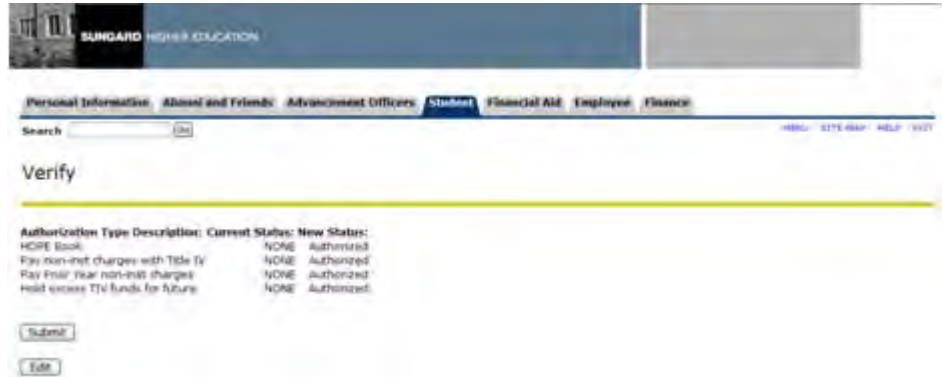 SUNGARD HIGHER EDUCATION
Personal Information Alumni and Friends Advancement Officers Student Financial Aid Employee Finance
Search Go MENU SITE MAP HELP EXIT
Verify
Authorization Type Description: Current Status: New Status:
HOPE Book NONE Authorized
Pay non-inst charges with Title IV NONE Authorized
Pay Prior Year non-inst charges NONE Authorized
Hold excess TIV funds for future NONE Authorized
Submit
Edit